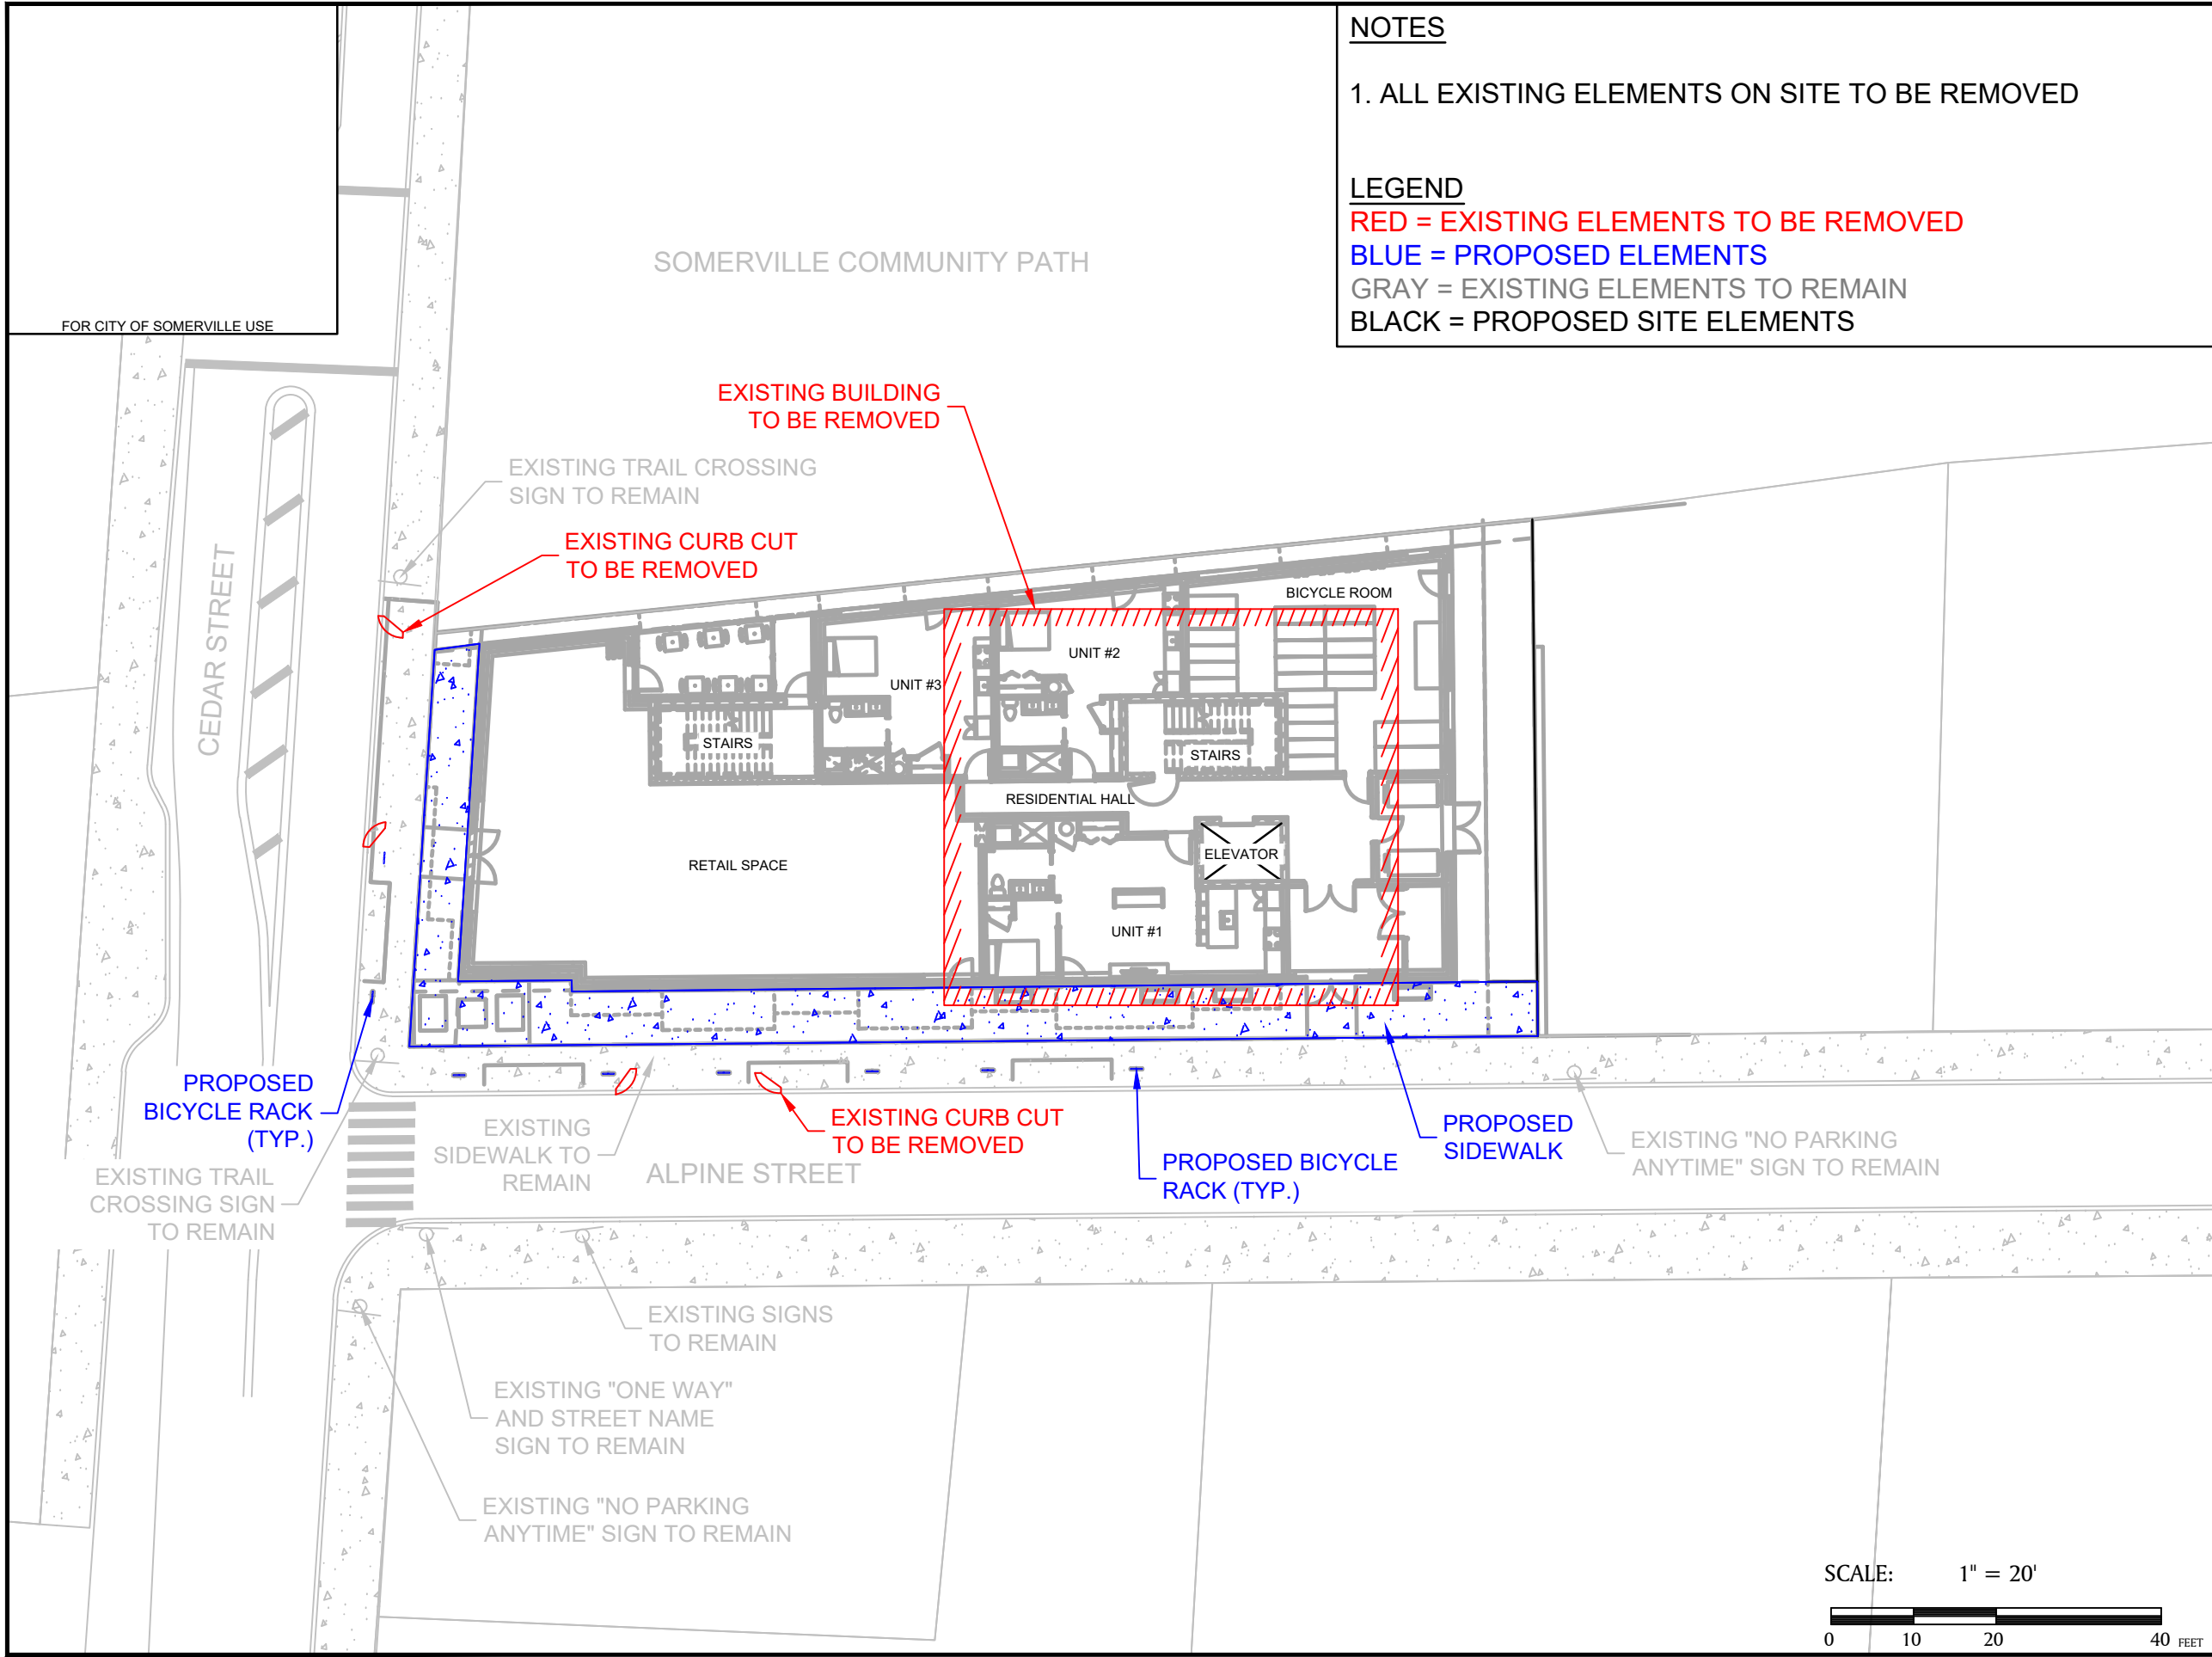 NOTES
1. ALL EXISTING ELEMENTS ON SITE TO BE REMOVED
LEGEND
RED = EXISTING ELEMENTS TO BE REMOVED
BLUE = PROPOSED ELEMENTS
GRAY = EXISTING ELEMENTS TO REMAIN
BLACK = PROPOSED SITE ELEMENTS
FOR CITY OF SOMERVILLE USE
SOMERVILLE COMMUNITY PATH
EXISTING BUILDING
TO BE REMOVED
EXISTING TRAIL CROSSING
SIGN TO REMAIN
EXISTING CURB CUT
TO BE REMOVED
CEDAR STREET
BICYCLE ROOM
UNIT #2
UNIT #3
STAIRS
STAIRS
RESIDENTIAL HALL
RETAIL SPACE
ELEVATOR
UNIT #1
PROPOSED
BICYCLE RACK
(TYP.)
EXISTING TRAIL
CROSSING SIGN
TO REMAIN
EXISTING
SIDEWALK TO
REMAIN
ALPINE STREET
EXISTING CURB CUT
TO BE REMOVED
PROPOSED BICYCLE
RACK (TYP.)
PROPOSED
SIDEWALK
EXISTING "NO PARKING
ANYTIME" SIGN TO REMAIN
EXISTING SIGNS
TO REMAIN
EXISTING "ONE WAY"
AND STREET NAME
SIGN TO REMAIN
EXISTING "NO PARKING
ANYTIME" SIGN TO REMAIN
SCALE: 1" = 20'
0 10 20 40 FEET